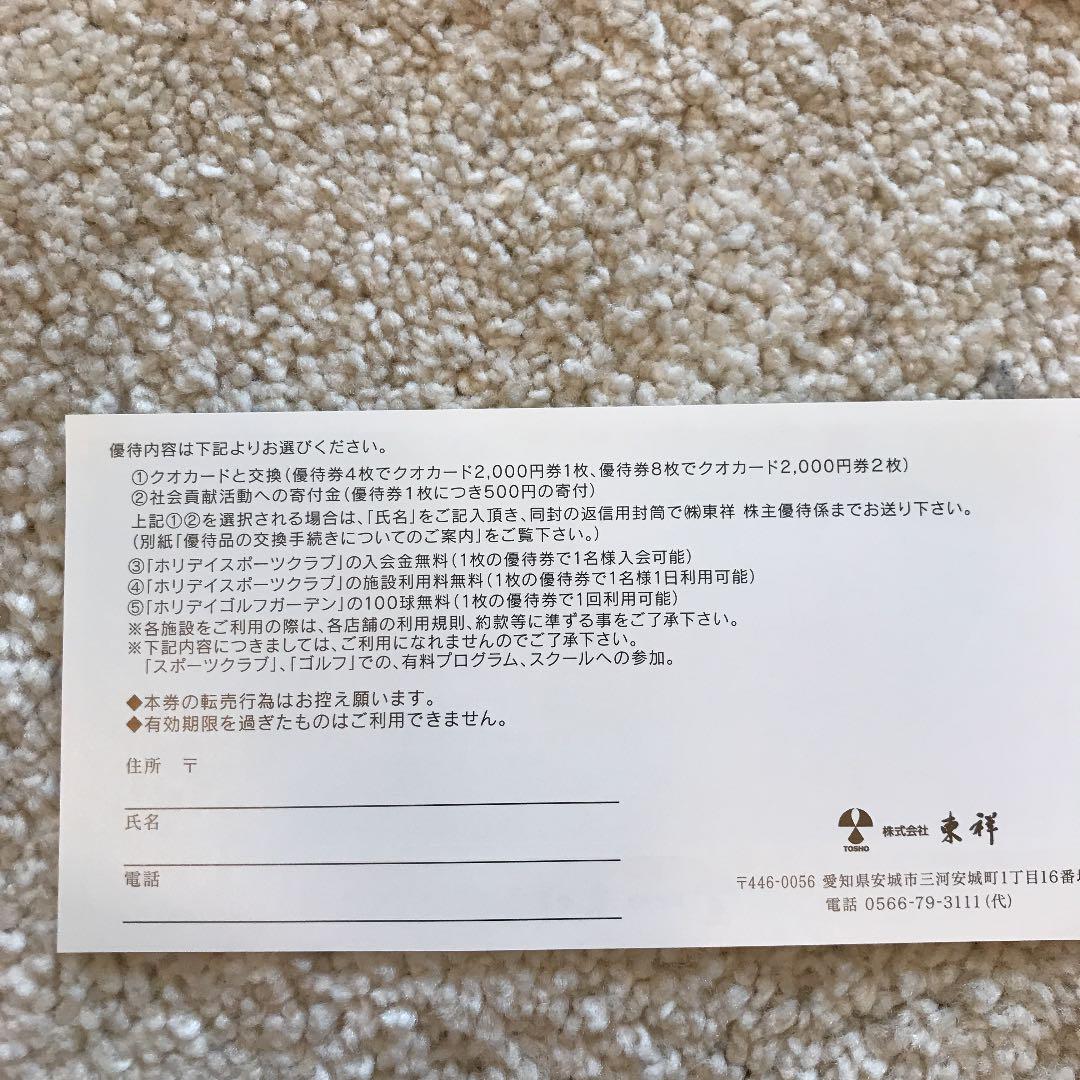 優待内容は下記よりお選びください。
①クオカードと交換(優待券4枚でクオカード2,000円券1枚、優待券8枚でクオカード2,000円券2枚)
②社会貢献活動への寄付金(優待券1枚につき500円の寄付)
上記①②を選択される場合は、「氏名」をご記入頂き、同封の返信用封筒で㈱東祥 株主優待係までお送り下さい。
(別紙「優待品の交換手続きについてのご案内」をご覧下さい。)
③「ホリデイスポーツクラブ」の入会金無料(1枚の優待券で1名様入会可能)
④「ホリデイスポーツクラブ」の施設利用料無料(1枚の優待券で1名様1日利用可能)
⑤「ホリデイゴルフガーデン」の100球無料(1枚の優待券で1回利用可能)
※各施設をご利用の際は、各店舗の利用規則、約款等に準ずる事をご了承下さい。
※下記内容につきましては、ご利用になれませんのでご了承下さい。
「スポーツクラブ」、「ゴルフ」での、有料プログラム、スクールへの参加。
◆本券の転売行為はお控え願います。
◆有効期限を過ぎたものはご利用できません。
住所 〒
氏名
電話
TOSHO 株式会社 東祥
〒446-0056 愛知県安城市三河安城町1丁目16番地
電話 0566-79-3111(代)